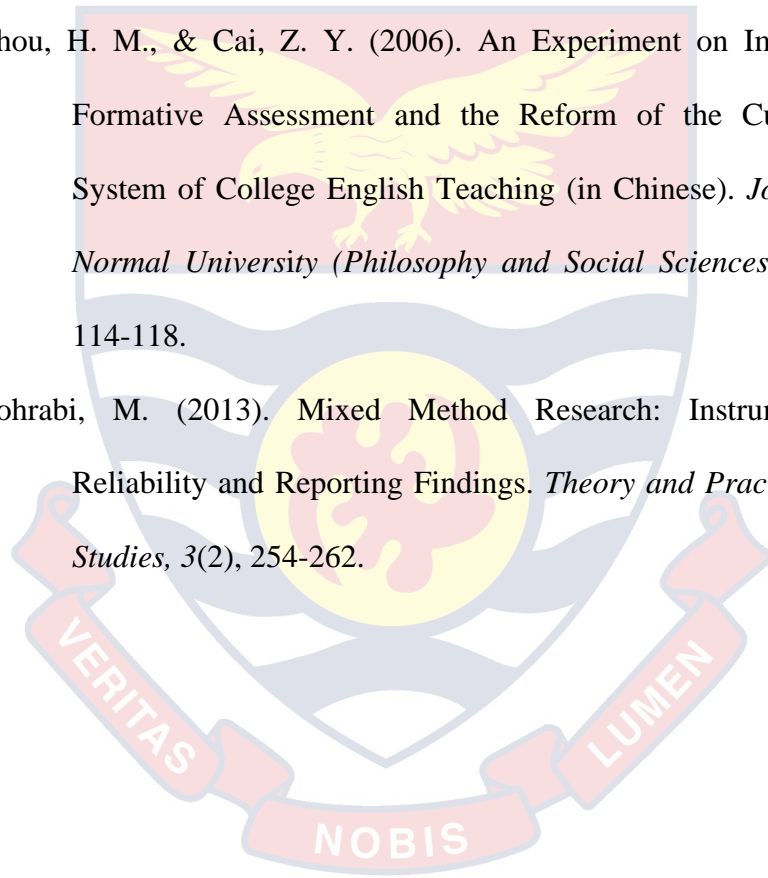 hou, H. M., & Cai, Z. Y. (2006). An Experiment on In
Formative Assessment and the Reform of the Cu
System of College English Teaching (in Chinese). Jo
Normal University (Philosophy and Social Sciences
114-118.
ohrabi, M. (2013). Mixed Method Research: Instru
Reliability and Reporting Findings. Theory and Prac
Studies, 3(2), 254-262.
VERITAS
NOBIS
LUMEN